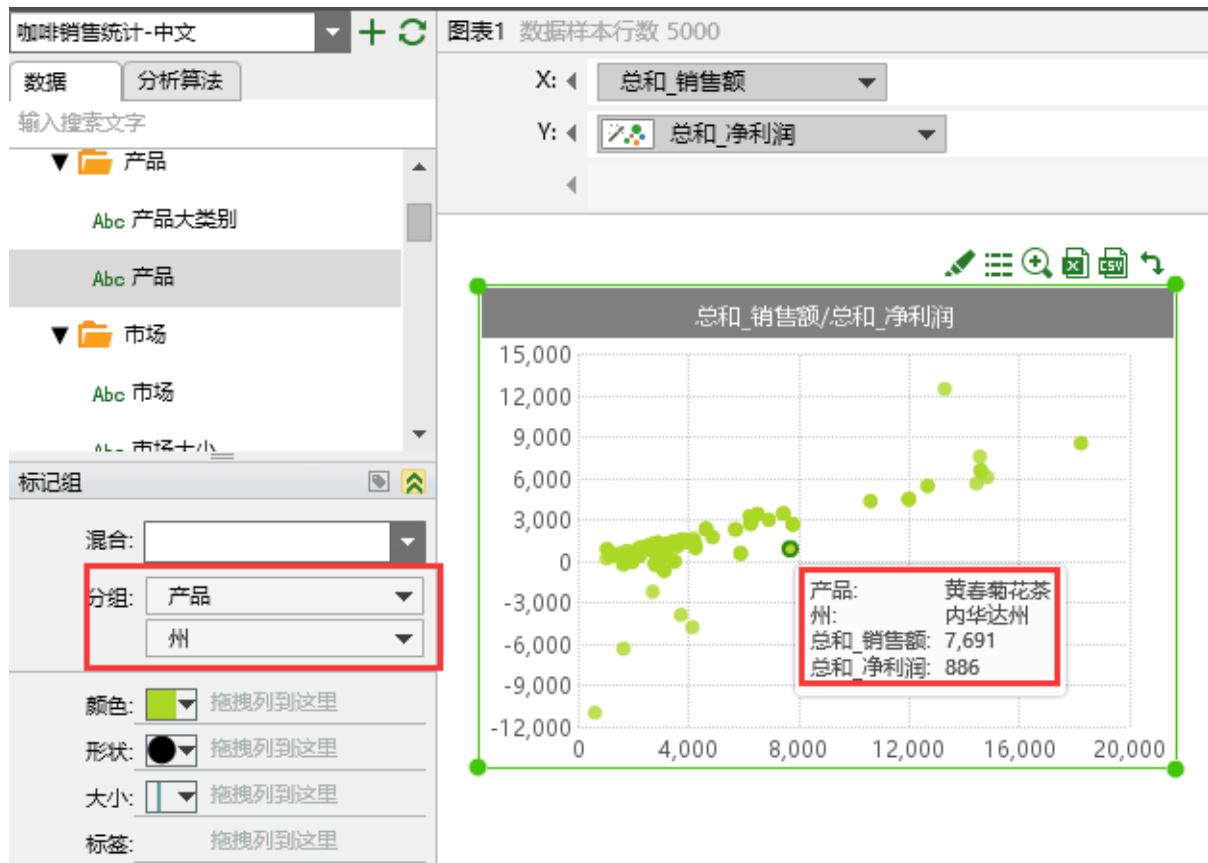 咖啡销售统计-中文
数据 分析算法
输入搜索文字
产品
Abc 产品大类别
Abc 产品
市场
Abc 市场
Abc 市场大小
标记组
混合:
分组: 产品
州
颜色: 拖拽列到这里
形状: 拖拽列到这里
大小: 拖拽列到这里
标签: 拖拽列到这里
图表1 数据样本行数 5000
X: 总和_销售额
Y: 总和_净利润
X CSV
总和_销售额/总和_净利润
15,000
12,000
9,000
6,000
3,000
0
-3,000
-6,000
-9,000
-12,000
0 4,000 8,000 12,000 16,000 20,000
产品: 黄春菊花茶
州: 内华达州
总和_销售额: 7,691
总和_净利润: 886